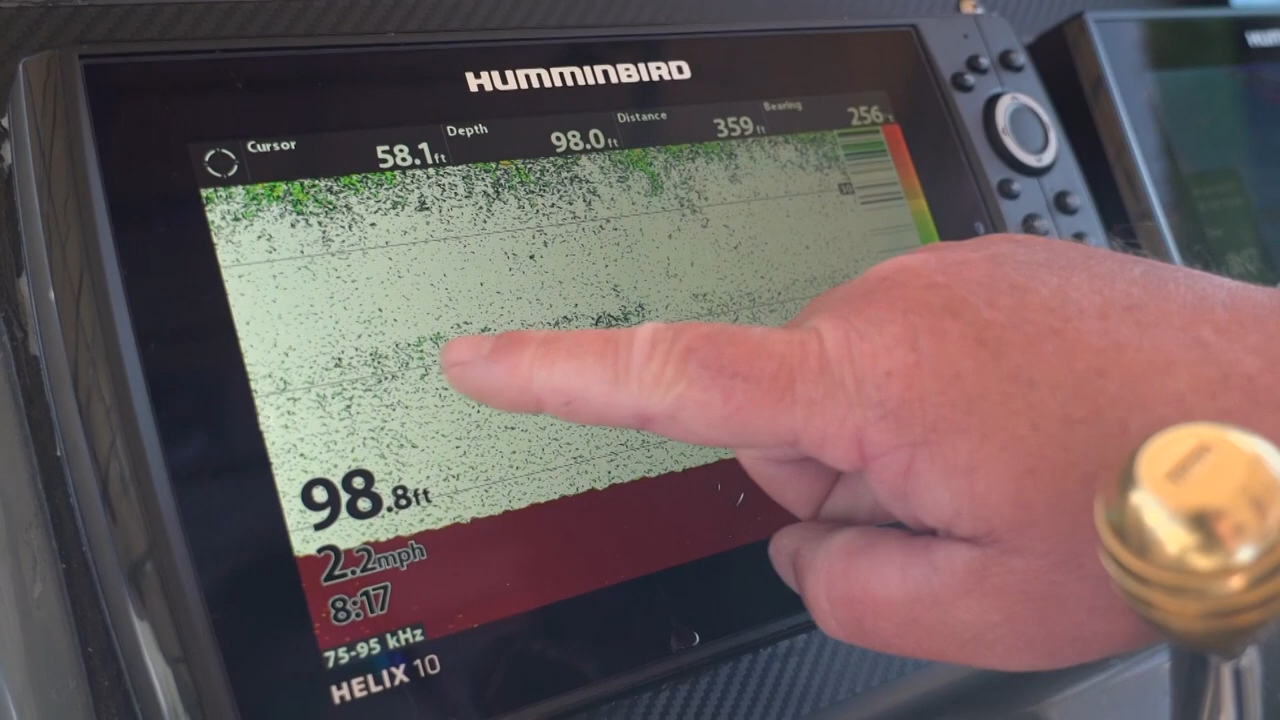 HUMMINBIRD
Cursor 58.1ft Depth 98.0ft Distance 359ft Bearing 256
98.8ft
2.2mph
8:17
75-95 kHz
HELIX 10